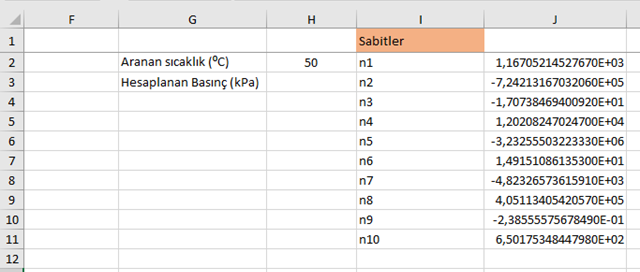 F G H I J
1 Sabitler
2 Aranan sıcaklık (⁰C) 50 n1 1,16705214527670E+03
3 Hesaplanan Basınç (kPa) n2 -7,24213167032060E+05
4 n3 -1,70738469400920E+01
5 n4 1,20208247024700E+04
6 n5 -3,23255503223330E+06
7 n6 1,49151086135300E+01
8 n7 -4,82326573615910E+03
9 n8 4,05113405420570E+05
10 n9 -2,38555575678490E-01
11 n10 6,50175348447980E+02
12